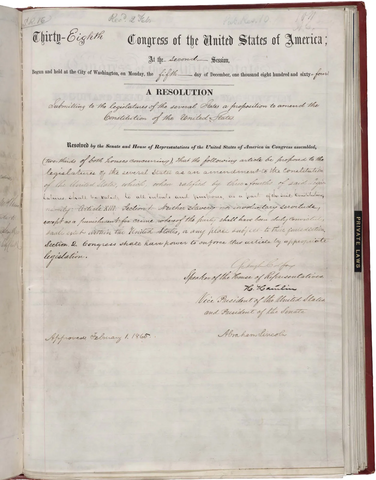 Thirty-Eighth Congress of the United States of America;
At the second Session,
Begun and held at the City of Washington, on Monday, the fifth day of December, one thousand eight hundred and sixty-four
A RESOLUTION
Submitting to the legislatures of the several States a proposition to amend the
Constitution of the United States
Resolved by the Senate and House of Representatives of the United States of America in Congress assembled,
(two-thirds of both houses concurring), That the following article be proposed to the
legislatures of the several States as an amendment to the Constitution
of the United States, which, when ratified by three-fourths of said Leg-
islatures shall be valid, to all intents and purposes, as a part of the said Constitution,
namely: Article XIII. Section 1. Neither slavery nor involuntary servitude,
except as a punishment for crime whereof the party shall have been duly convicted,
shall exist within the United States, or any place subject to their jurisdiction.
Section 2. Congress shall have power to enforce this article by appropriate
legislation.
Speaker of the House of Representatives
H Hamlin
Vice President of the United States
and President of the Senate
Approved February 1, 1865
Abraham Lincoln
PRIVATE LAWS